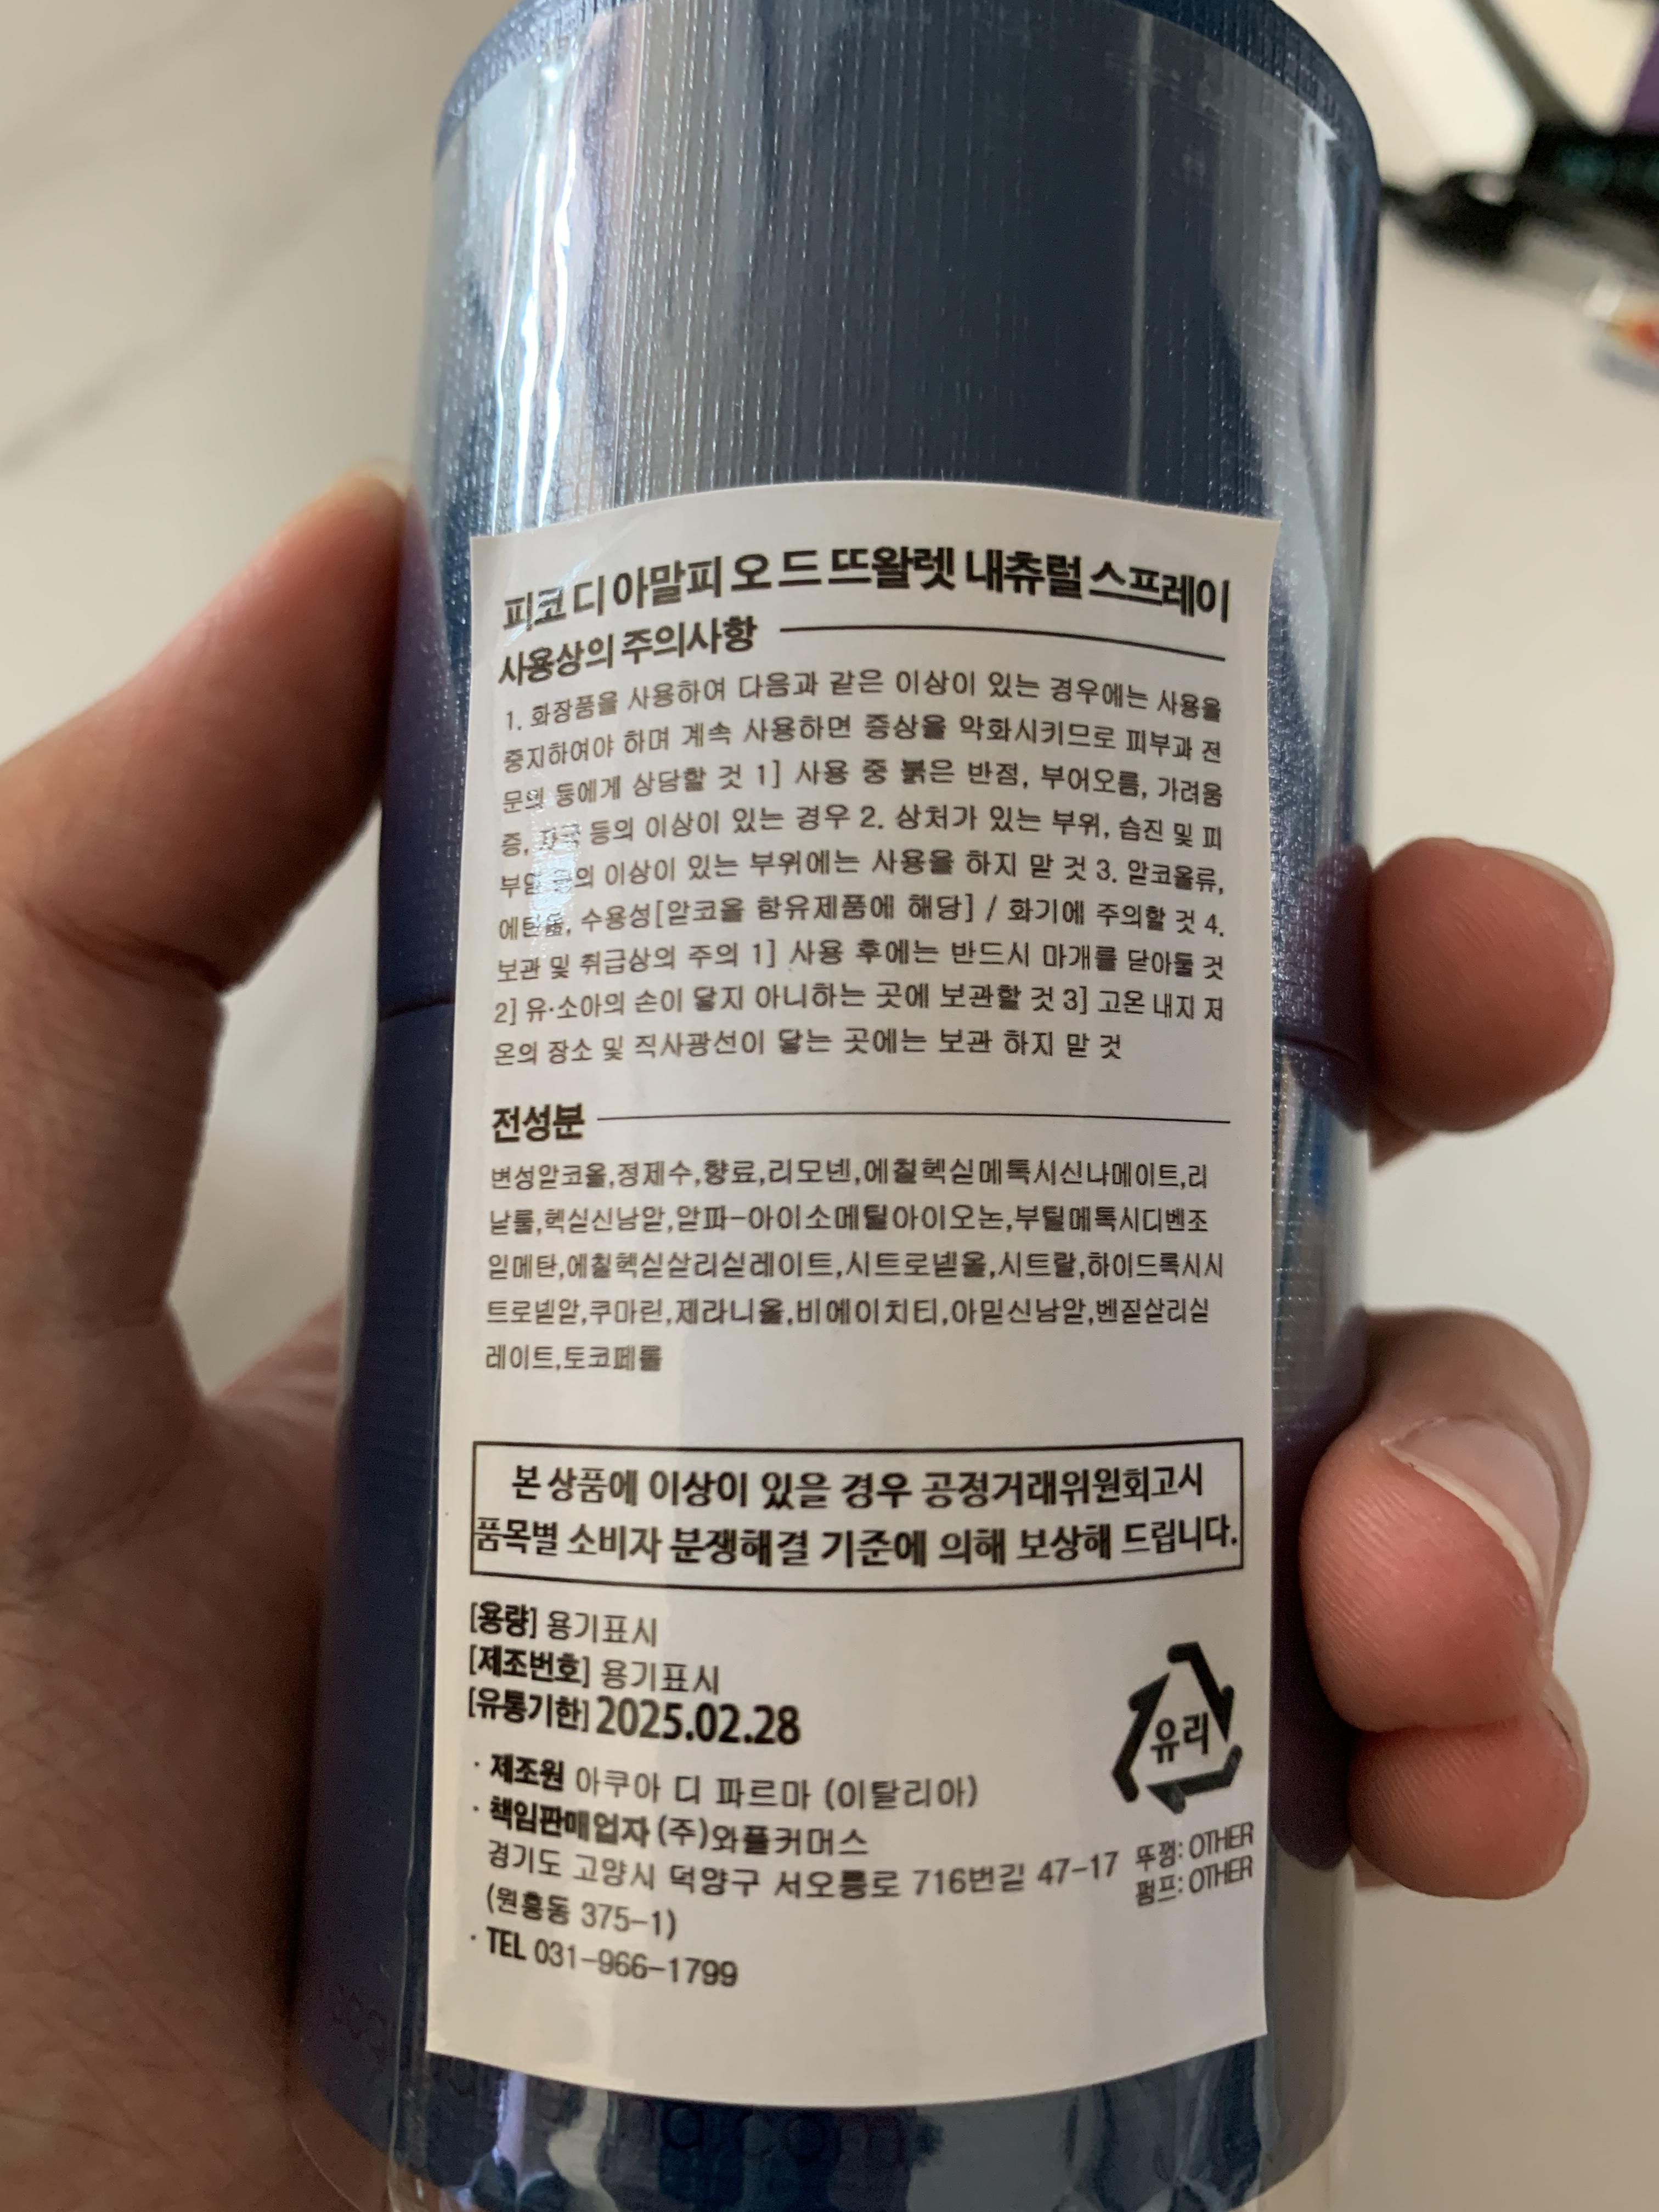 피코 디 아말피 오 드 뜨왈렛 내츄럴 스프레이
사용상의 주의사항
1. 화장품을 사용하여 다음과 같은 이상이 있는 경우에는 사용을
중지하여야 하며 계속 사용하면 증상을 악화시키므로 피부과 전
문의 등에게 상담할 것 1] 사용 중 붉은 반점, 부어오름, 가려움
증, 자극 등의 이상이 있는 경우 2. 상처가 있는 부위, 습진 및 피
부염 등의 이상이 있는 부위에는 사용을 하지 말 것 3. 알코올류,
에탄올, 수용성[알코올 함유제품에 해당] / 화기에 주의할 것 4.
보관 및 취급상의 주의 1] 사용 후에는 반드시 마개를 닫아둘 것
2] 유·소아의 손이 닿지 아니하는 곳에 보관할 것 3] 고온 내지 저
온의 장소 및 직사광선이 닿는 곳에는 보관 하지 말 것
전성분
변성알코올,정제수,향료,리모넨,에칠헥실메톡시신나메이트,리
날룰,헥실신남알,알파-아이소메틸아이오논,부틸메톡시디벤조
일메탄,에칠헥실살리실레이트,시트로넬올,시트랄,하이드록시시
트로넬알,쿠마린,제라니올,비에이치티,아밀신남알,벤질살리실
레이트,토코페롤
본 상품에 이상이 있을 경우 공정거래위원회고시
품목별 소비자 분쟁해결 기준에 의해 보상해 드립니다.
[용량] 용기표시
[제조번호] 용기표시
[유통기한] 2025.02.28
· 제조원 아쿠아 디 파르마 (이탈리아)
· 책임판매업자 (주)와플커머스
경기도 고양시 덕양구 서오릉로 716번길 47-17
(원흥동 375-1)
· TEL 031-966-1799
유리
뚜껑: OTHER
펌프: OTHER